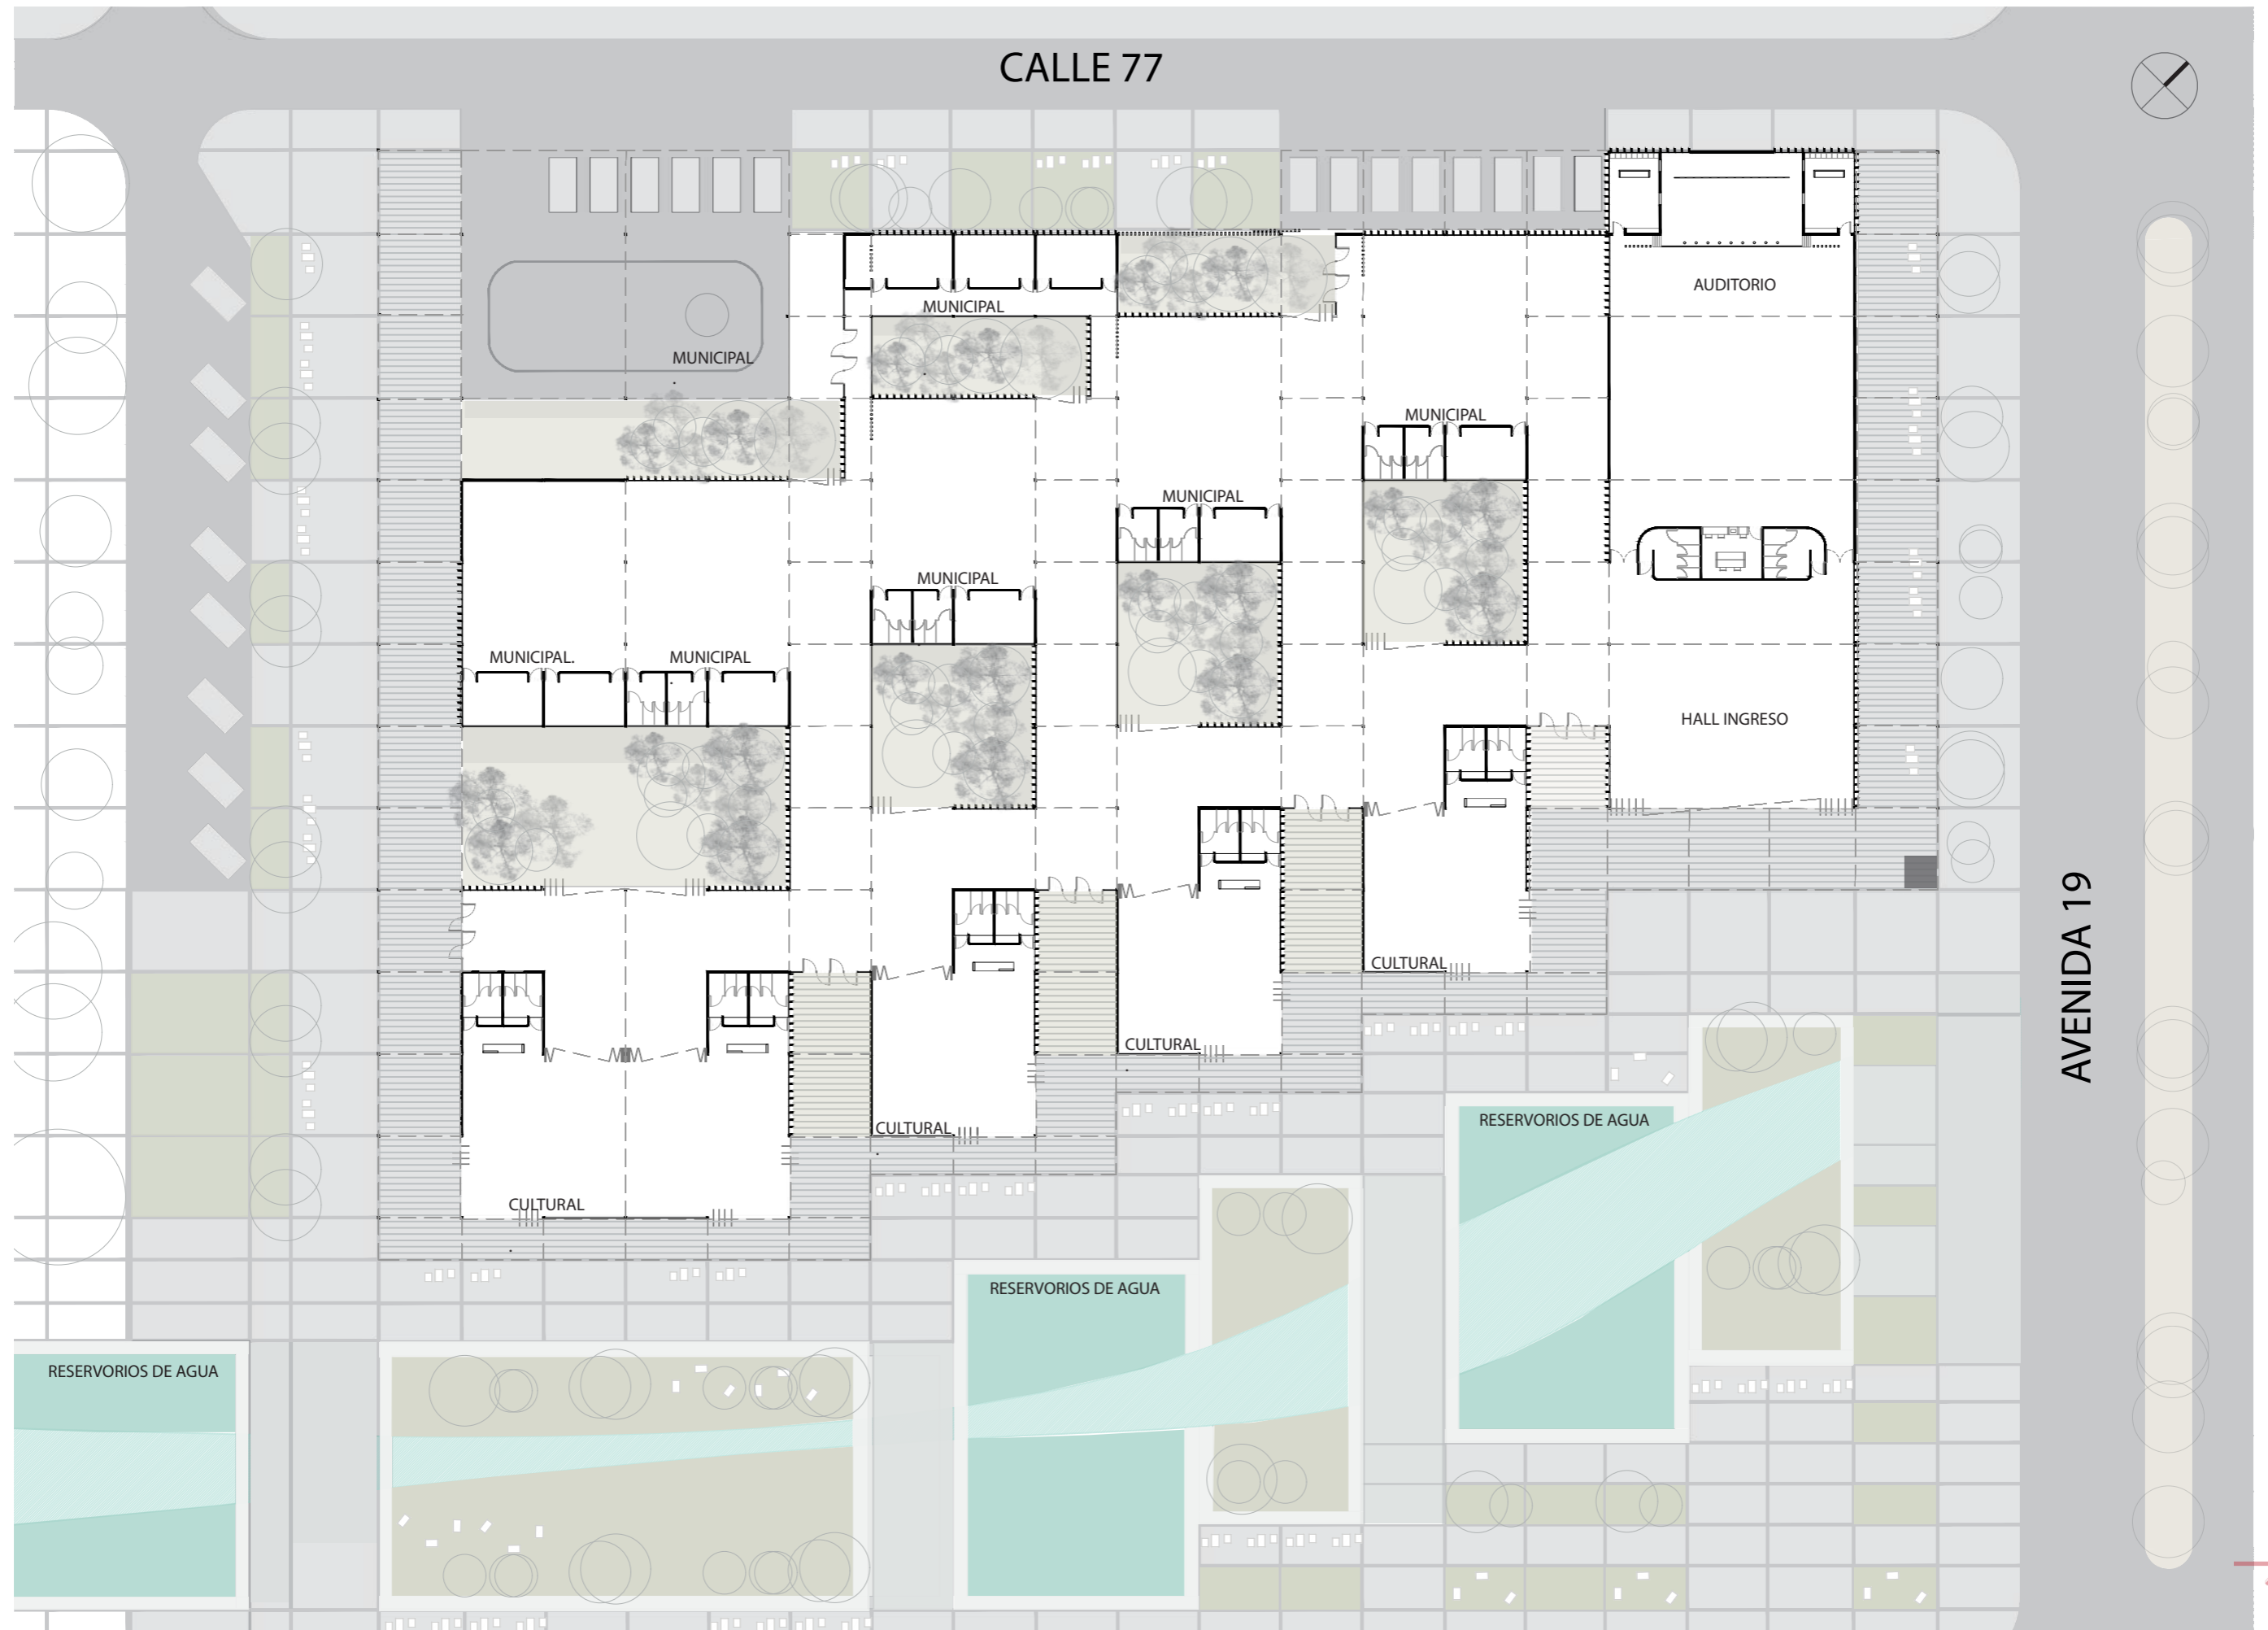 CALLE 77
AUDITORIO
MUNICIPAL
MUNICIPAL
MUNICIPAL
MUNICIPAL
MUNICIPAL
MUNICIPAL.
MUNICIPAL
HALL INGRESO
AVENIDA 19
CULTURAL
CULTURAL
CULTURAL
CULTURAL
RESERVORIOS DE AGUA
RESERVORIOS DE AGUA
RESERVORIOS DE AGUA